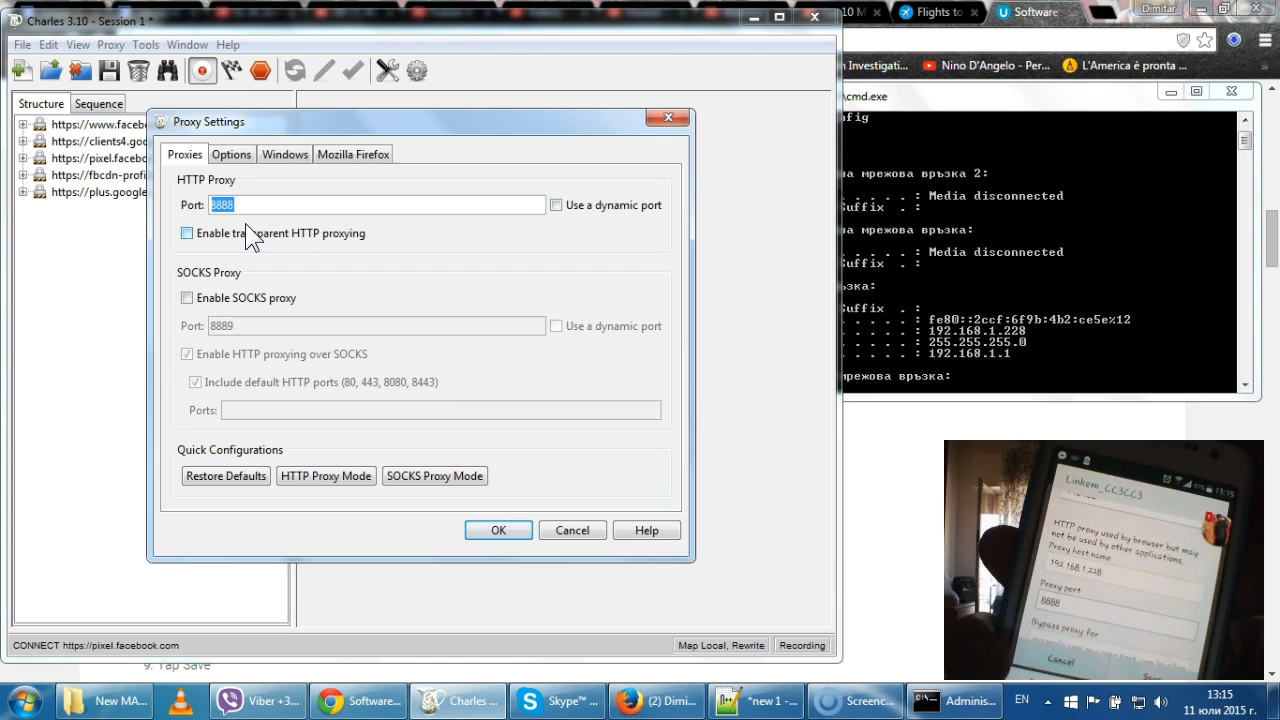 Charles 3.10 - Session 1 *
10 M
Flights to
Software
Dimitar
File Edit View Proxy Tools Window Help
n Investigati...
Nino D'Angelo - Per...
L'America è pronta ...
Structure
Sequence
\cmd.exe
https://www.faceb
https://clients4.goo
https://pixel.facebo
https://fbcdn-profi
https://plus.google
Proxy Settings
Proxies
Options
Windows
Mozilla Firefox
HTTP Proxy
Port: 8888
Use a dynamic port
Enable transparent HTTP proxying
SOCKS Proxy
Enable SOCKS proxy
Port: 8889
Use a dynamic port
Enable HTTP proxying over SOCKS
Include default HTTP ports (80, 443, 8080, 8443)
Ports:
Quick Configurations
Restore Defaults
HTTP Proxy Mode
SOCKS Proxy Mode
OK
Cancel
Help
nfig
на мрежова връзка 2:
. . . . . : Media disconnected
Suffix . :
на мрежова връзка:
. . . . . : Media disconnected
Suffix . :
ъзка:
Suffix . :
. . . . . : fe80::2ccf:6f9b:4b2:ce5e%12
. . . . . : 192.168.1.228
. . . . . : 255.255.255.0
. . . . . : 192.168.1.1
мрежова връзка:
13:15
Linkem_CC3CC3
HTTP proxy used by browser but may
not be used by other applications.
Proxy host name
192.168.1.228
Proxy port
8888
Bypass proxy for
Cancel
Save
CONNECT https://pixel.facebook.com
Map Local, Rewrite
Recording
9. Tap Save
New MA...
Viber +3...
Software...
Charles ...
Skype™ ...
(2) Dimi...
*new 1 -...
Screenc...
Adminis...
EN
13:15
11 юли 2015 г.